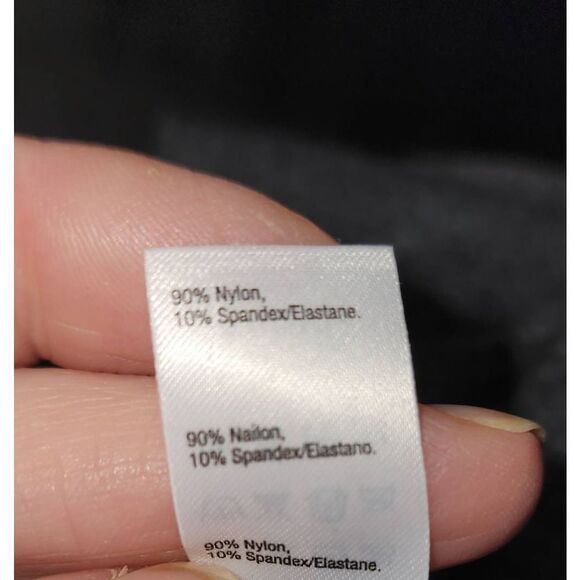 90% Nylon,
10% Spandex/Elastane.
90% Nailon,
10% Spandex/Elastano.
90% Nylon,
10% Spandex/Elastane.